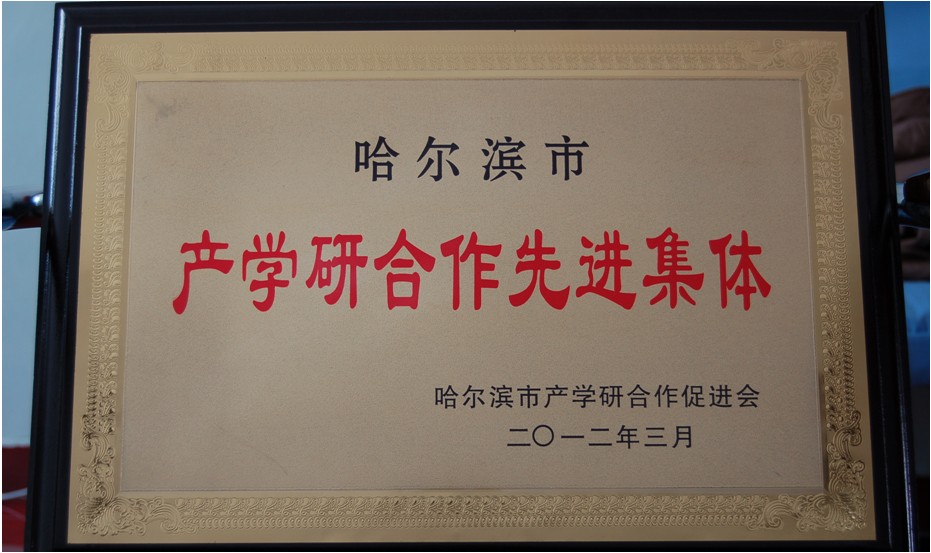 哈尔滨市
产学研合作先进集体
哈尔滨市产学研合作促进会
二〇一二年三月